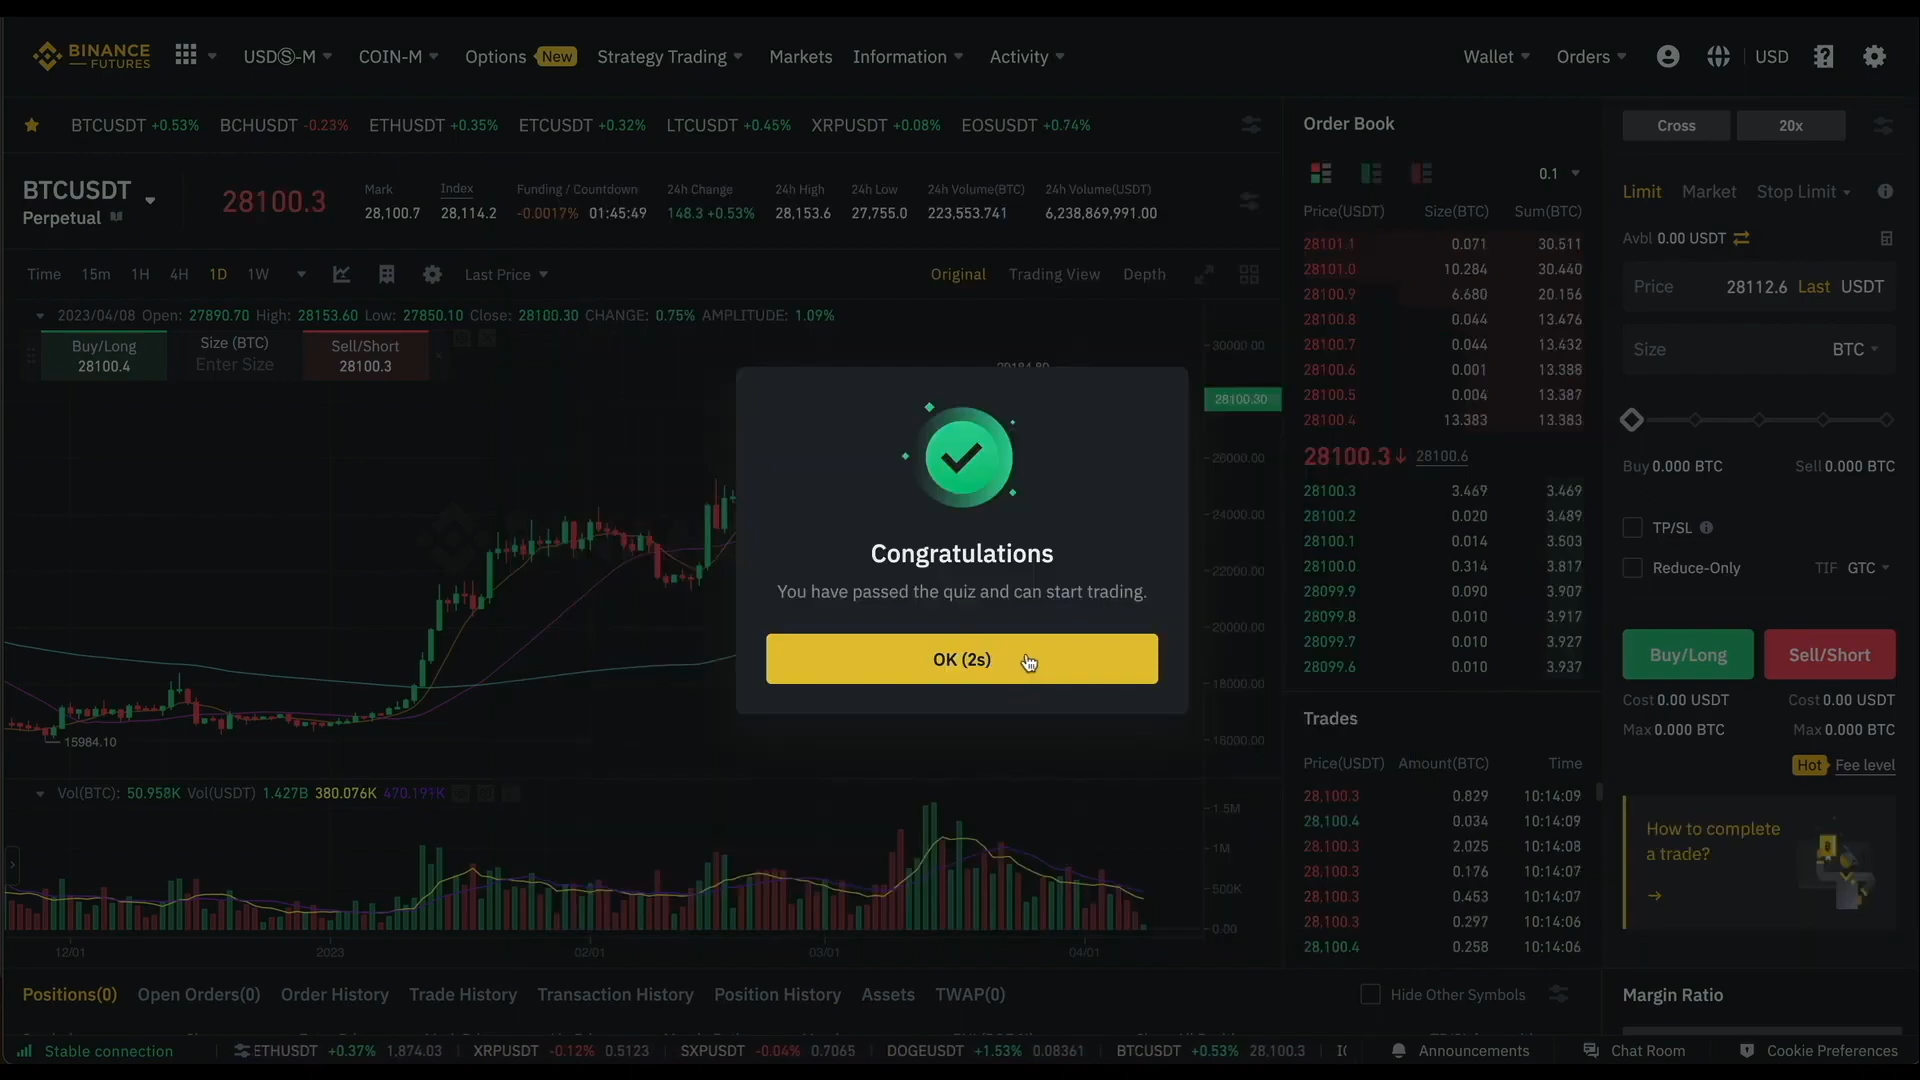 BINANCE
FUTURES
USDⓈ-M
COIN-M
Options New
Strategy Trading
Markets
Information
Activity
Wallet
Orders
USD
BTCUSDT +0.53%
BCHUSDT -0.23%
ETHUSDT +0.35%
ETCUSDT +0.32%
LTCUSDT +0.45%
XRPUSDT +0.08%
EOSUSDT +0.74%
BTCUSDT
Perpetual
28100.3
Mark
28,100.7
Index
28,114.2
Funding / Countdown
-0.0017% 01:45:49
24h Change
148.3 +0.53%
24h High
28,153.6
24h Low
27,755.0
24h Volume(BTC)
223,553.741
24h Volume(USDT)
6,238,869,991.00
Time 15m 1H 4H 1D 1W
Last Price
Original Trading View Depth
2023/04/08 Open: 27890.70 High: 28153.60 Low: 27850.10 Close: 28100.30 CHANGE: 0.75% AMPLITUDE: 1.09%
Buy/Long
28100.4
Size (BTC)
Enter Size
Sell/Short
28100.3
30000.00
28100.30
26000.00
24000.00
22000.00
20000.00
18000.00
16000.00
15984.10
Congratulations
You have passed the quiz and can start trading.
OK (2s)
Vol(BTC): 50.958K Vol(USDT) 1.427B 380.076K 470.191K
1.5M
1M
500K
0.00
12/01 2023 02/01 03/01 04/01
Order Book
0.1
Price(USDT) Size(BTC) Sum(BTC)
28101.1 0.071 30.511
28101.0 10.284 30.440
28100.9 6.680 20.156
28100.8 0.044 13.476
28100.7 0.044 13.432
28100.6 0.001 13.388
28100.5 0.004 13.387
28100.4 13.383 13.383
28100.3↓ 28100.6
28100.3 3.469 3.469
28100.2 0.020 3.489
28100.1 0.014 3.503
28100.0 0.314 3.817
28099.9 0.090 3.907
28099.8 0.010 3.917
28099.7 0.010 3.927
28099.6 0.010 3.937
Trades
Price(USDT) Amount(BTC) Time
28,100.3 0.829 10:14:09
28,100.4 0.034 10:14:09
28,100.3 2.025 10:14:08
28,100.3 0.176 10:14:07
28,100.3 0.453 10:14:07
28,100.3 0.297 10:14:06
28,100.4 0.258 10:14:06
Cross 20x
Limit Market Stop Limit
Avbl 0.00 USDT
Price 28112.6 Last USDT
Size BTC
Buy 0.000 BTC Sell 0.000 BTC
TP/SL
Reduce-Only TIF GTC
Buy/Long Sell/Short
Cost 0.00 USDT Cost 0.00 USDT
Max 0.000 BTC Max 0.000 BTC
Hot Fee level
How to complete
a trade?
Positions(0) Open Orders(0) Order History Trade History Transaction History Position History Assets TWAP(0)
Hide Other Symbols
Margin Ratio
Stable connection
ETHUSDT +0.37% 1,874.03
XRPUSDT -0.12% 0.5123
SXPUSDT -0.04% 0.7065
DOGEUSDT +1.53% 0.08361
BTCUSDT +0.53% 28,100.3
Announcements
Chat Room
Cookie Preferences